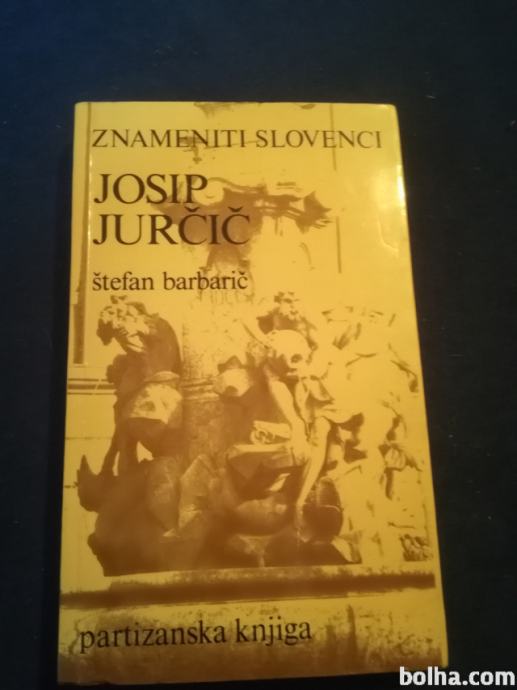 ZNAMENITI SLOVENCI
JOSIP
JURČIČ
štefan barbarič
partizanska knjiga
bolha.com